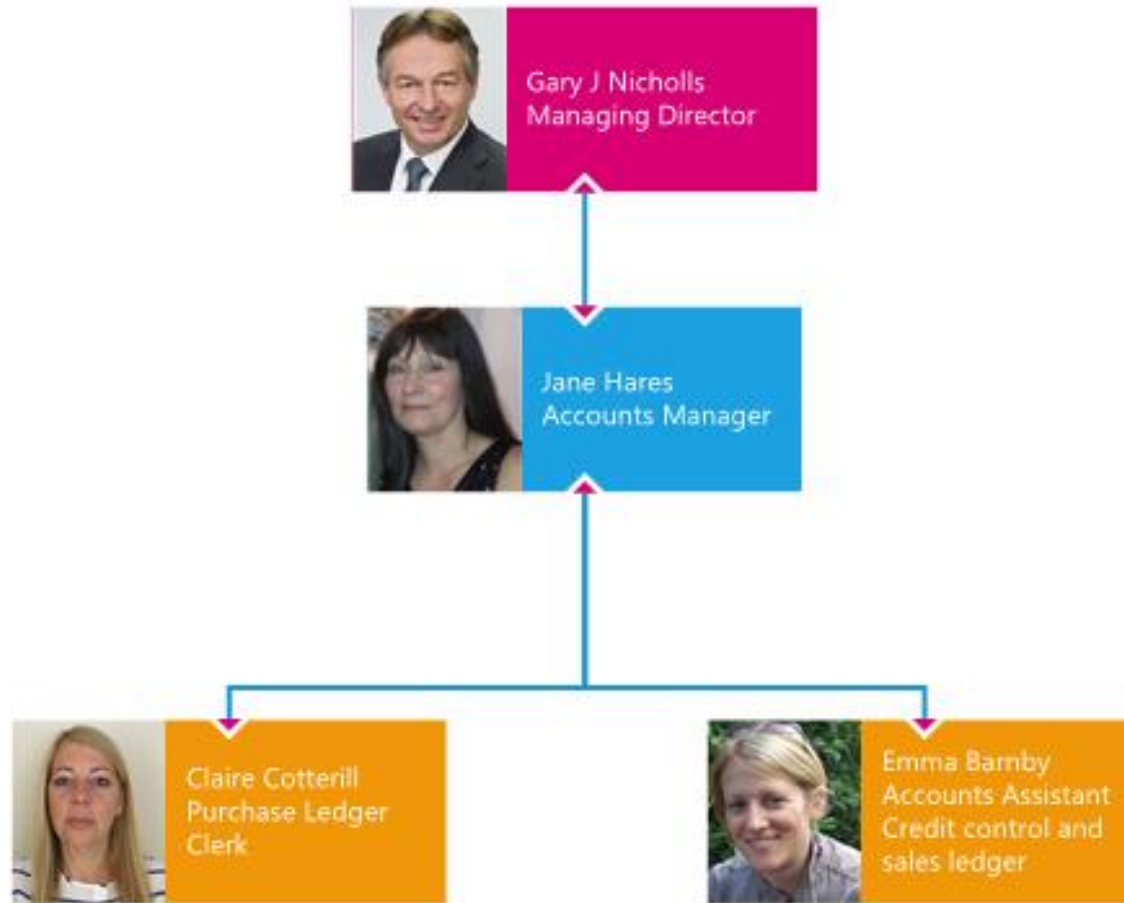 Gary J Nicholls
Managing Director
Jane Hares
Accounts Manager
Claire Cotterill
Purchase Ledger
Clerk
Emma Barnby
Accounts Assistant
Credit control and
sales ledger